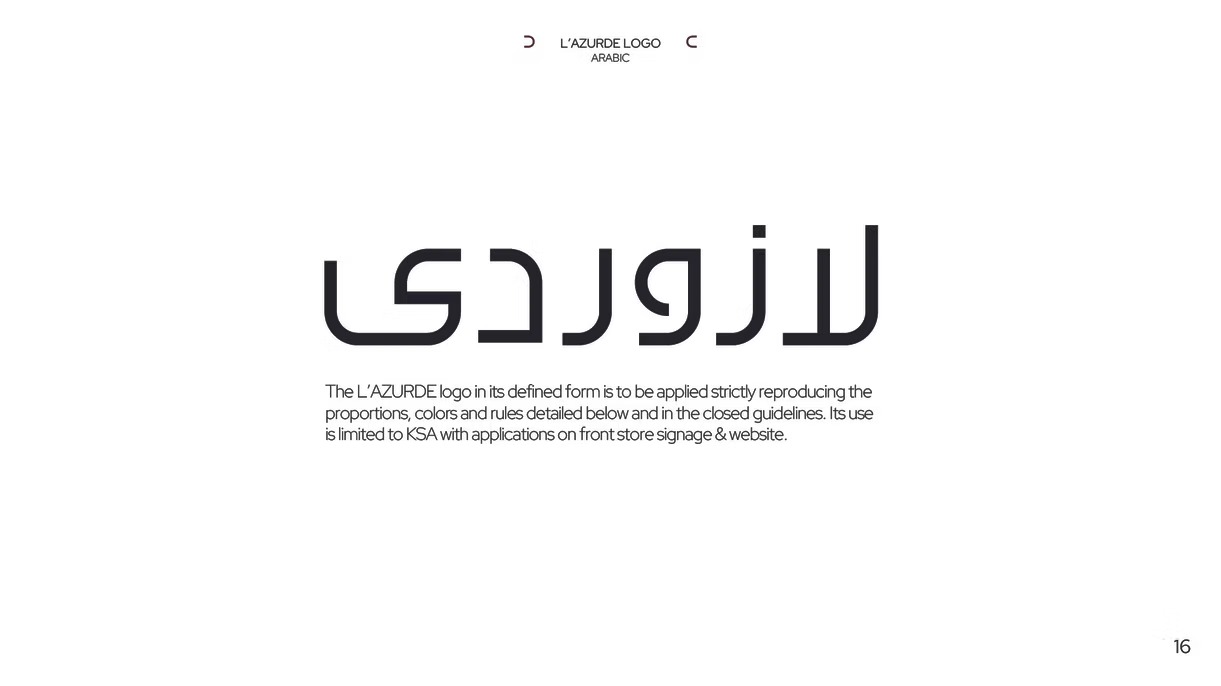 L'AZURDE LOGO
ARABIC
لازوردى
The L'AZURDE logo in its defined form is to be applied strictly reproducing the
proportions, colors and rules detailed below and in the closed guidelines. Its use
is limited to KSA with applications on front store signage & website.
16